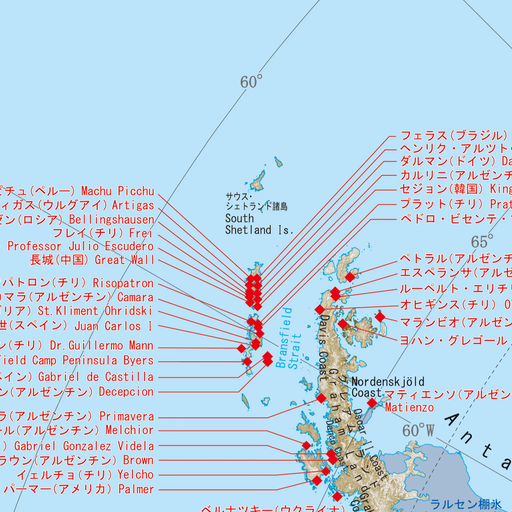 60°
フェラス(ブラジル)
ヘンリク・アルツト
ダルマン(ドイツ) Da
カルリニ(アルゼンチ
セジョン(韓国) King
プラット(チリ) Prat
ペドロ・ビセンテ・
サウス・
シェトランド諸島
South
Shetland Is.
ピチュ(ペルー) Machu Picchu
ィガス(ウルグアイ) Artigas
ゼン(ロシア) Bellingshausen
フレイ(チリ) Frei
Professor Julio Escudero
長城(中国) Great Wall
パトロン(チリ) Risopatron
カマラ(アルゼンチン) Camara
ブリア) St.Kliment Ohridski
世(スペイン) Juan Carlos I
ン(チリ) Dr.Guillermo Mann
field Camp Peninsula Byers
ペイン) Gabriel de Castilla
ン(アルゼンチン) Decepcion
ラ(アルゼンチン) Primavera
ール(アルゼンチン) Melchior
) Gabriel Gonzalez Videla
ラウン(アルゼンチン) Brown
イェルチョ(チリ) Yelcho
パーマー(アメリカ) Palmer
ベルナツキー(ウクライナ)
65°
ペトラル(アルゼンチ
エスペランサ(アル
ルーペルト・エリチリ
オヒギンス(チリ) O
マランビオ(アルゼン
ヨハン・グレゴール・
Bransfield
Strait
Davis Coast
Graham Land
グレアムランド
Nordenskjöld
Coast
マティエンソ(アルゼン
Matienzo
Danco Coast
Oscar II Coast
60°W
Anta
ラルセン棚氷